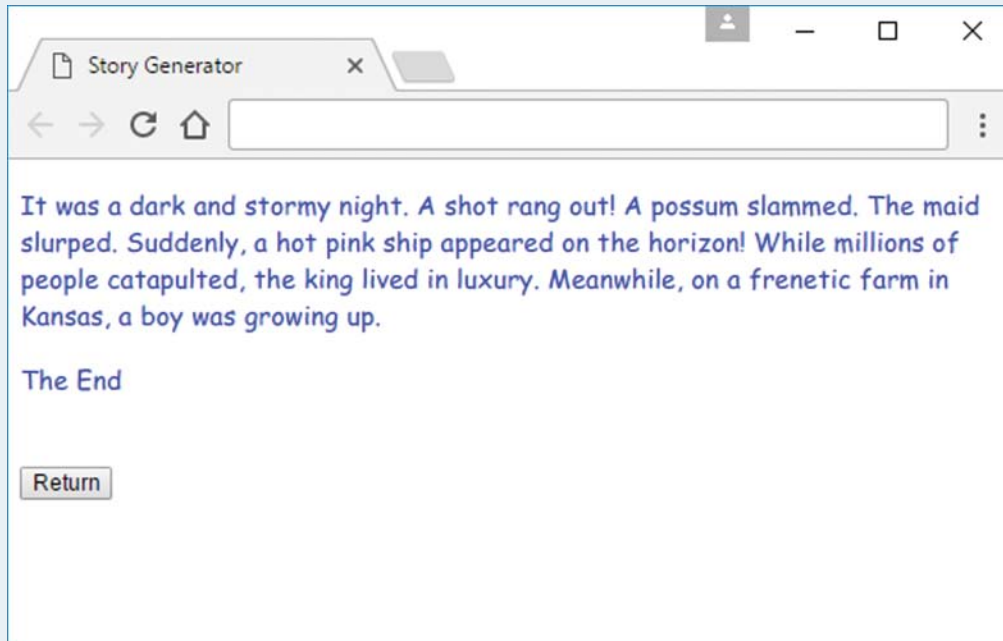 Story Generator
It was a dark and stormy night. A shot rang out! A possum slammed. The maid
slurped. Suddenly, a hot pink ship appeared on the horizon! While millions of
people catapulted, the king lived in luxury. Meanwhile, on a frenetic farm in
Kansas, a boy was growing up.
The End
Return